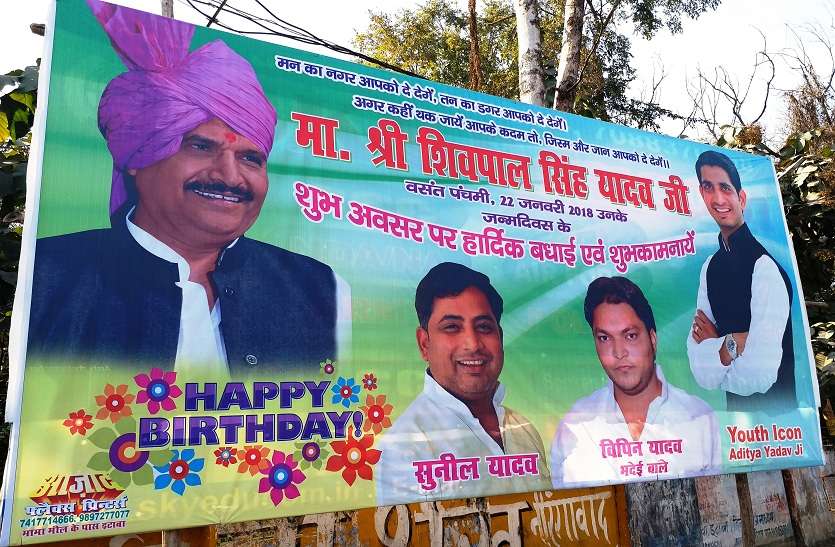 मन का नगर आपको दे देगें, तन का डगर आपको दे देगें।
अगर कहीं थक जायें आपके कदम तो, जिस्म और जान आपको दे देगें।।
मा. श्री शिवपाल सिंह यादव जी
वसंत पंचमी, 22 जनवरी 2018 उनके
जन्मदिवस के
शुभ अवसर पर हार्दिक बधाई एवं शुभकामनायें
HAPPY
BIRTHDAY!
सुनील यादव
विपिन यादव
भदेई वाले
Youth Icon
Aditya Yadav Ji
आज़ाद
फ्लैक्स प्रिन्टर्स
7417714666, 9897277077
मामा मील के पास इटावा
नौरंगाबाद